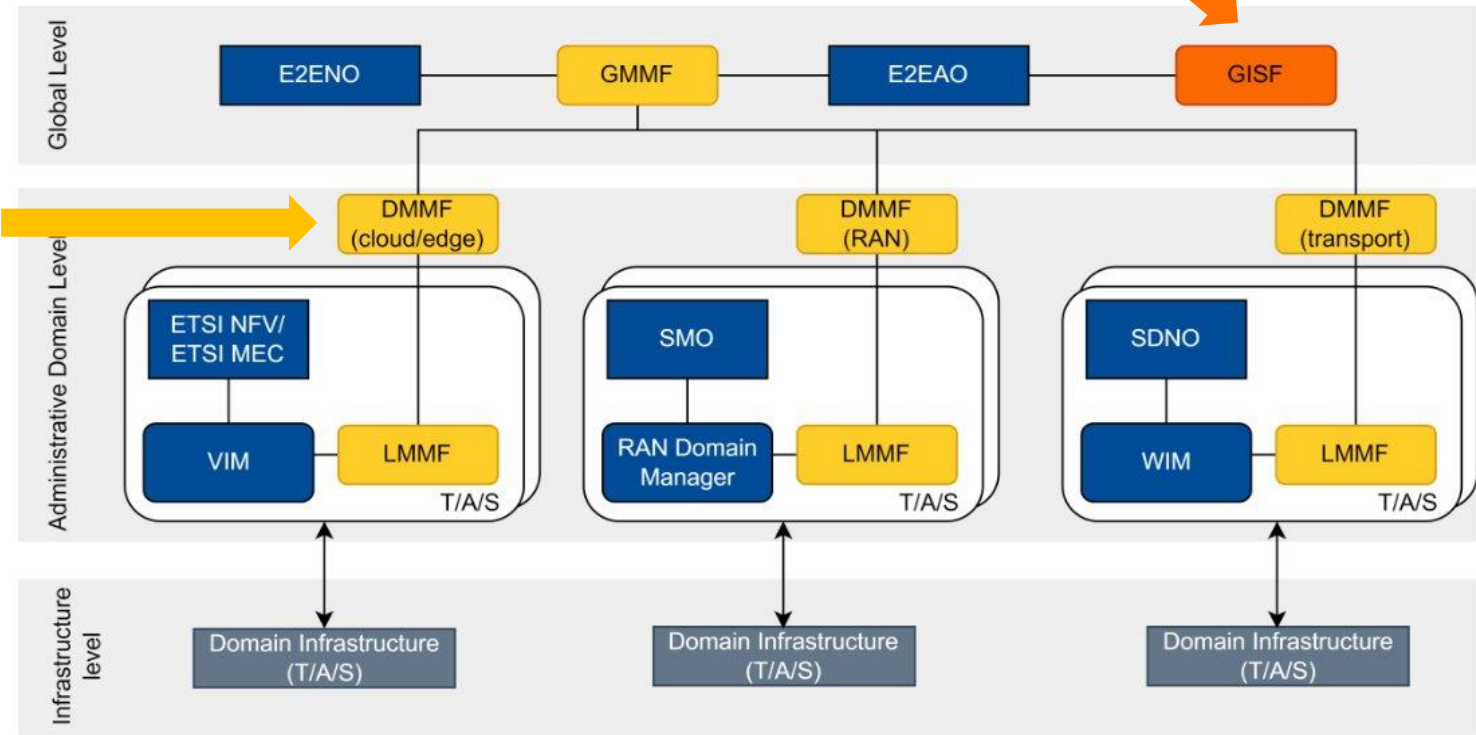 Global Level
E2ENO
GMMF
E2EAO
GISF
Administrative Domain Level
DMMF
(cloud/edge)
DMMF
(RAN)
DMMF
(transport)
ETSI NFV/
ETSI MEC
VIM
LMMF
T/A/S
SMO
RAN Domain
Manager
LMMF
T/A/S
SDNO
WIM
LMMF
T/A/S
Infrastructure
level
Domain Infrastructure
(T/A/S)
Domain Infrastructure
(T/A/S)
Domain Infrastructure
(T/A/S)